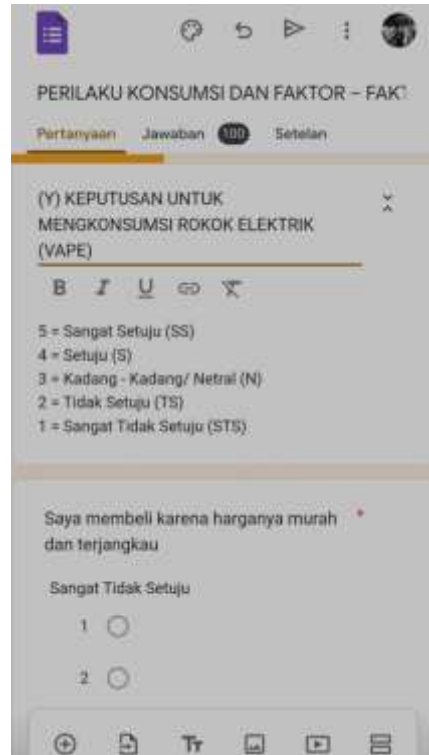 PERILAKU KONSUMSI DAN FAKTOR – FAKT
Pertanyaan Jawaban 100 Setelan
(Y) KEPUTUSAN UNTUK
MENGKONSUMSI ROKOK ELEKTRIK
(VAPE)
B I U
5 = Sangat Setuju (SS)
4 = Setuju (S)
3 = Kadang - Kadang/ Netral (N)
2 = Tidak Setuju (TS)
1 = Sangat Tidak Setuju (STS)
Saya membeli karena harganya murah *
dan terjangkau
Sangat Tidak Setuju
1
2
Tт